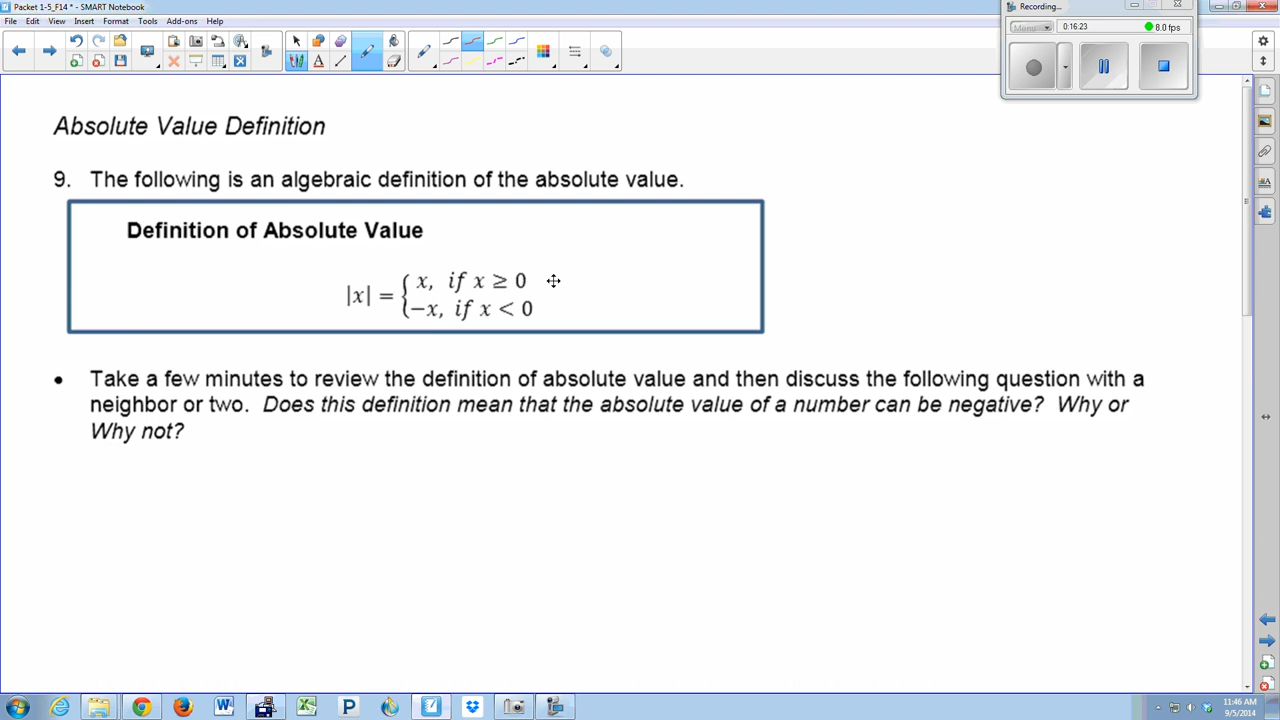 Packet 1-5_F14 - SMART Notebook
Recording...
File Edit View Insert Format Tools Add-ons Help
Menu 0:16:23 8.0 fps
Absolute Value Definition
9. The following is an algebraic definition of the absolute value.
Definition of Absolute Value
|x| = { x, if x ≥ 0
−x, if x < 0
• Take a few minutes to review the definition of absolute value and then discuss the following question with a
neighbor or two. Does this definition mean that the absolute value of a number can be negative? Why or
Why not?
11:46 AM
9/5/2014